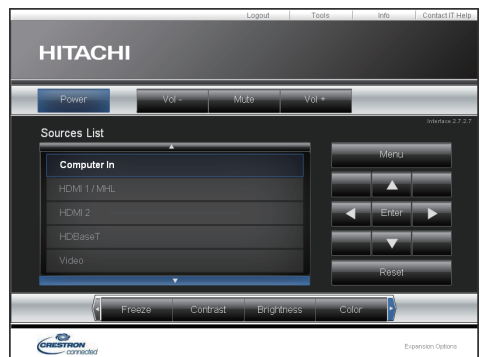 Logout Tools Info Contact IT Help
HITACHI
Power Vol - Mute Vol +
Interface 2.7.2.7
Sources List
Computer In
HDMI 1 / MHL
HDMI 2
HDBaseT
Video
Menu
Enter
Reset
Freeze Contrast Brightness Color
CRESTRON
connected
Expansion Options